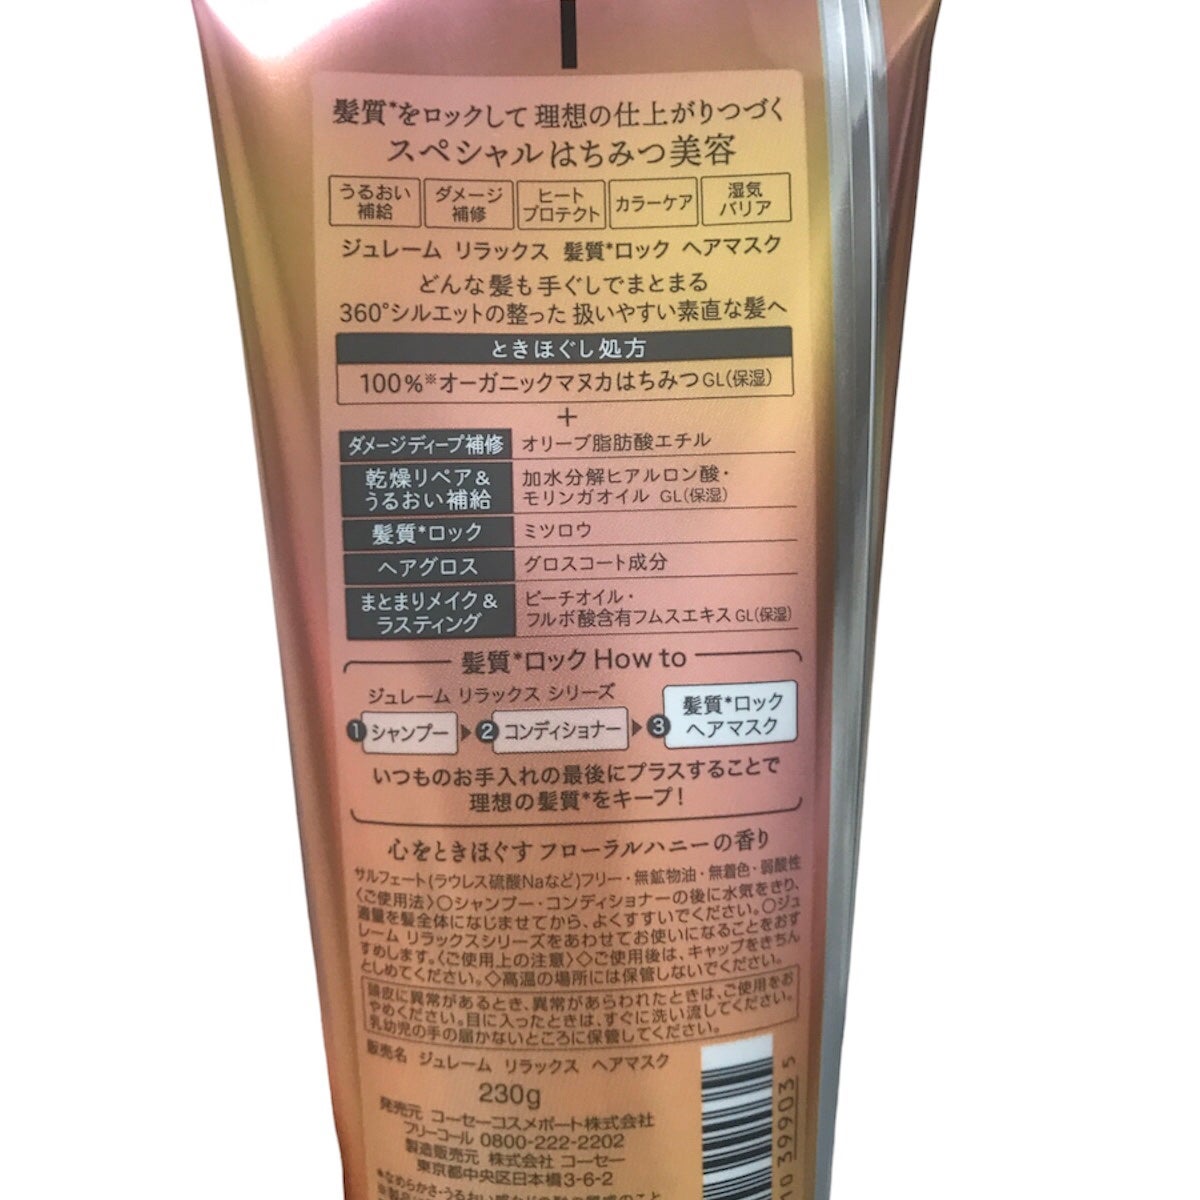 髪質*をロックして 理想の仕上がりつづく
スペシャルはちみつ美容
うるおい補給 ダメージ補修 ヒートプロテクト カラーケア 湿気バリア
ジュレーム リラックス 髪質*ロック ヘアマスク
どんな髪も手ぐしでまとまる
360°シルエットの整った 扱いやすい素直な髪へ
ときほぐし処方
100%※オーガニックマヌカはちみつGL(保湿)
+
ダメージディープ補修 オリーブ脂肪酸エチル
乾燥リペア&うるおい補給 加水分解ヒアルロン酸・モリンガオイル GL(保湿)
髪質*ロック ミツロウ
ヘアグロス グロスコート成分
まとまりメイク&ラスティング ピーチオイル・フルボ酸含有フムスエキスGL(保湿)
髪質*ロック How to
ジュレーム リラックス シリーズ
1 シャンプー 2 コンディショナー 3 髪質*ロックヘアマスク
いつものお手入れの最後にプラスすることで
理想の髪質*をキープ!
心をときほぐす フローラルハニーの香り
サルフェート(ラウレス硫酸Naなど)フリー・無鉱物油・無着色・弱酸性
〈ご使用法〉○シャンプー・コンディショナーの後に水気をきり、
適量を髪全体になじませてから、よくすすいでください。○ジュ
レーム リラックスシリーズをあわせてお使いになることをおす
すめします。〈ご使用上の注意〉◇ご使用後は、キャップをきちん
としめてください。◇高温の場所には保管しないでください。
頭皮に異常があるとき、異常があらわれたときは、ご使用をお
やめください。目に入ったときは、すぐに洗い流してください。
乳幼児の手の届かないところに保管してください。
販売名 ジュレーム リラックス ヘアマスク
230g
発売元 コーセーコスメポート株式会社
フリーコール 0800-222-2202
製造販売元 株式会社 コーセー
東京都中央区日本橋3-6-2
*なめらかさ・うるおい感などの髪の質感のこと
10 39903 5